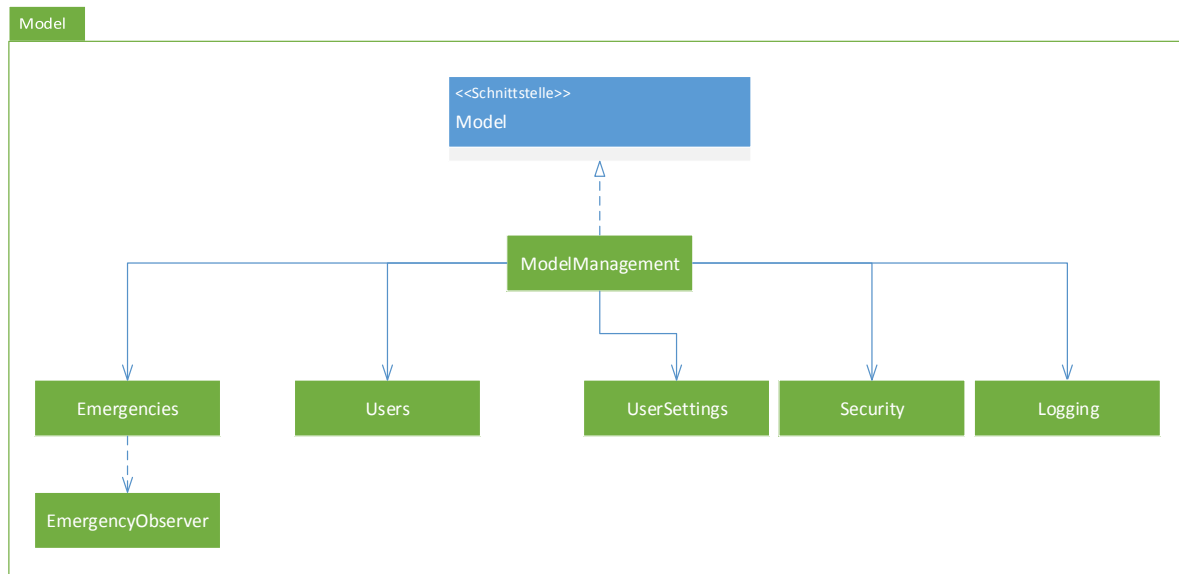 Model
<<Schnittstelle>>
Model
ModelManagement
Emergencies
Users
UserSettings
Security
Logging
EmergencyObserver